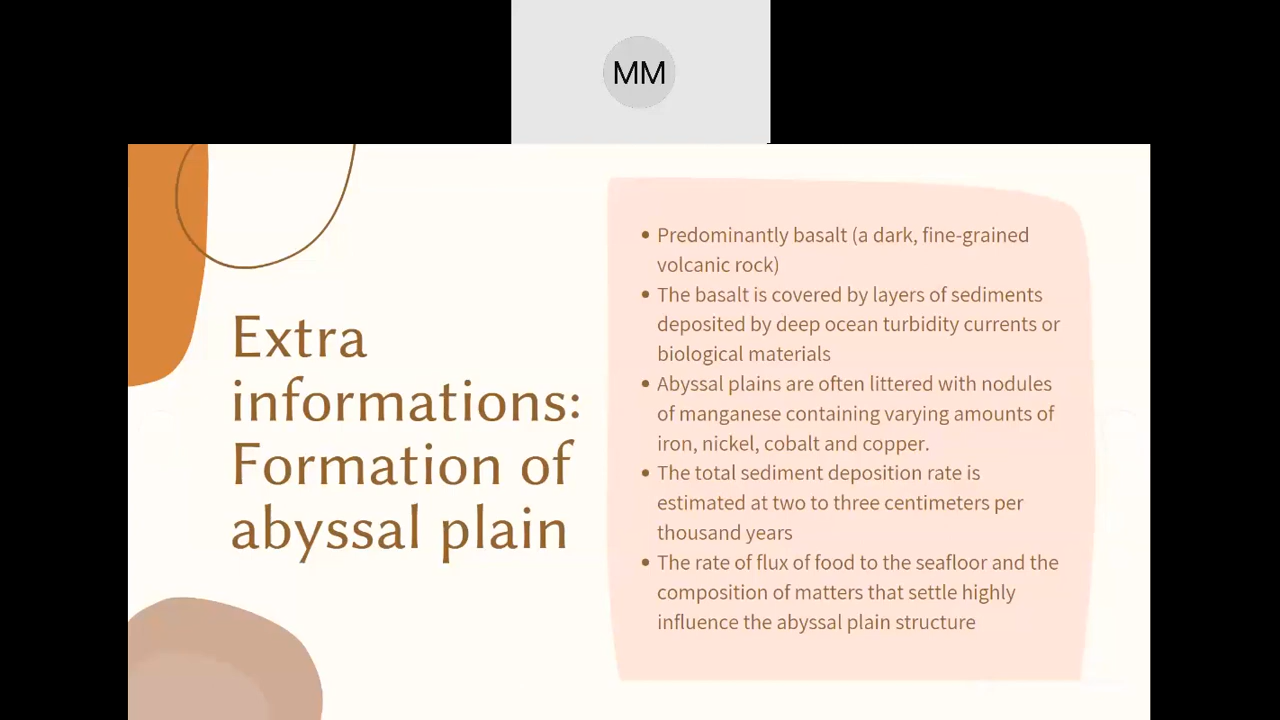 MM
Extra
informations:
Formation of
abyssal plain
• Predominantly basalt (a dark, fine-grained
volcanic rock)
• The basalt is covered by layers of sediments
deposited by deep ocean turbidity currents or
biological materials
• Abyssal plains are often littered with nodules
of manganese containing varying amounts of
iron, nickel, cobalt and copper.
• The total sediment deposition rate is
estimated at two to three centimeters per
thousand years
• The rate of flux of food to the seafloor and the
composition of matters that settle highly
influence the abyssal plain structure